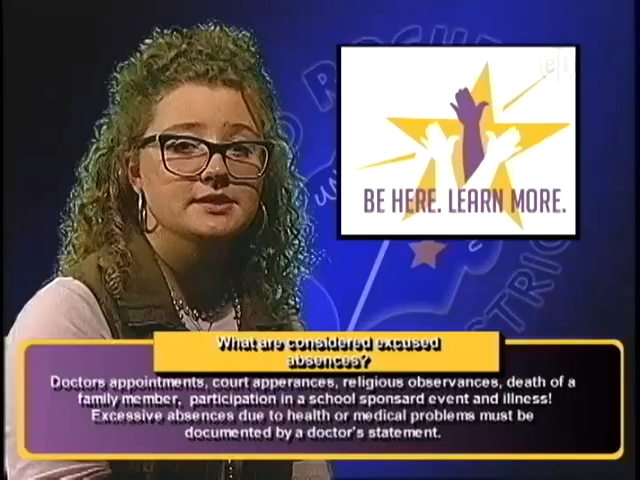 BE HERE. LEARN MORE.
What are considered excused
absences?
Doctors appointments, court apperances, religious observances, death of a
family member, participation in a school sponsard event and illness!
Excessive absences due to health or medical problems must be
documented by a doctor's statement.